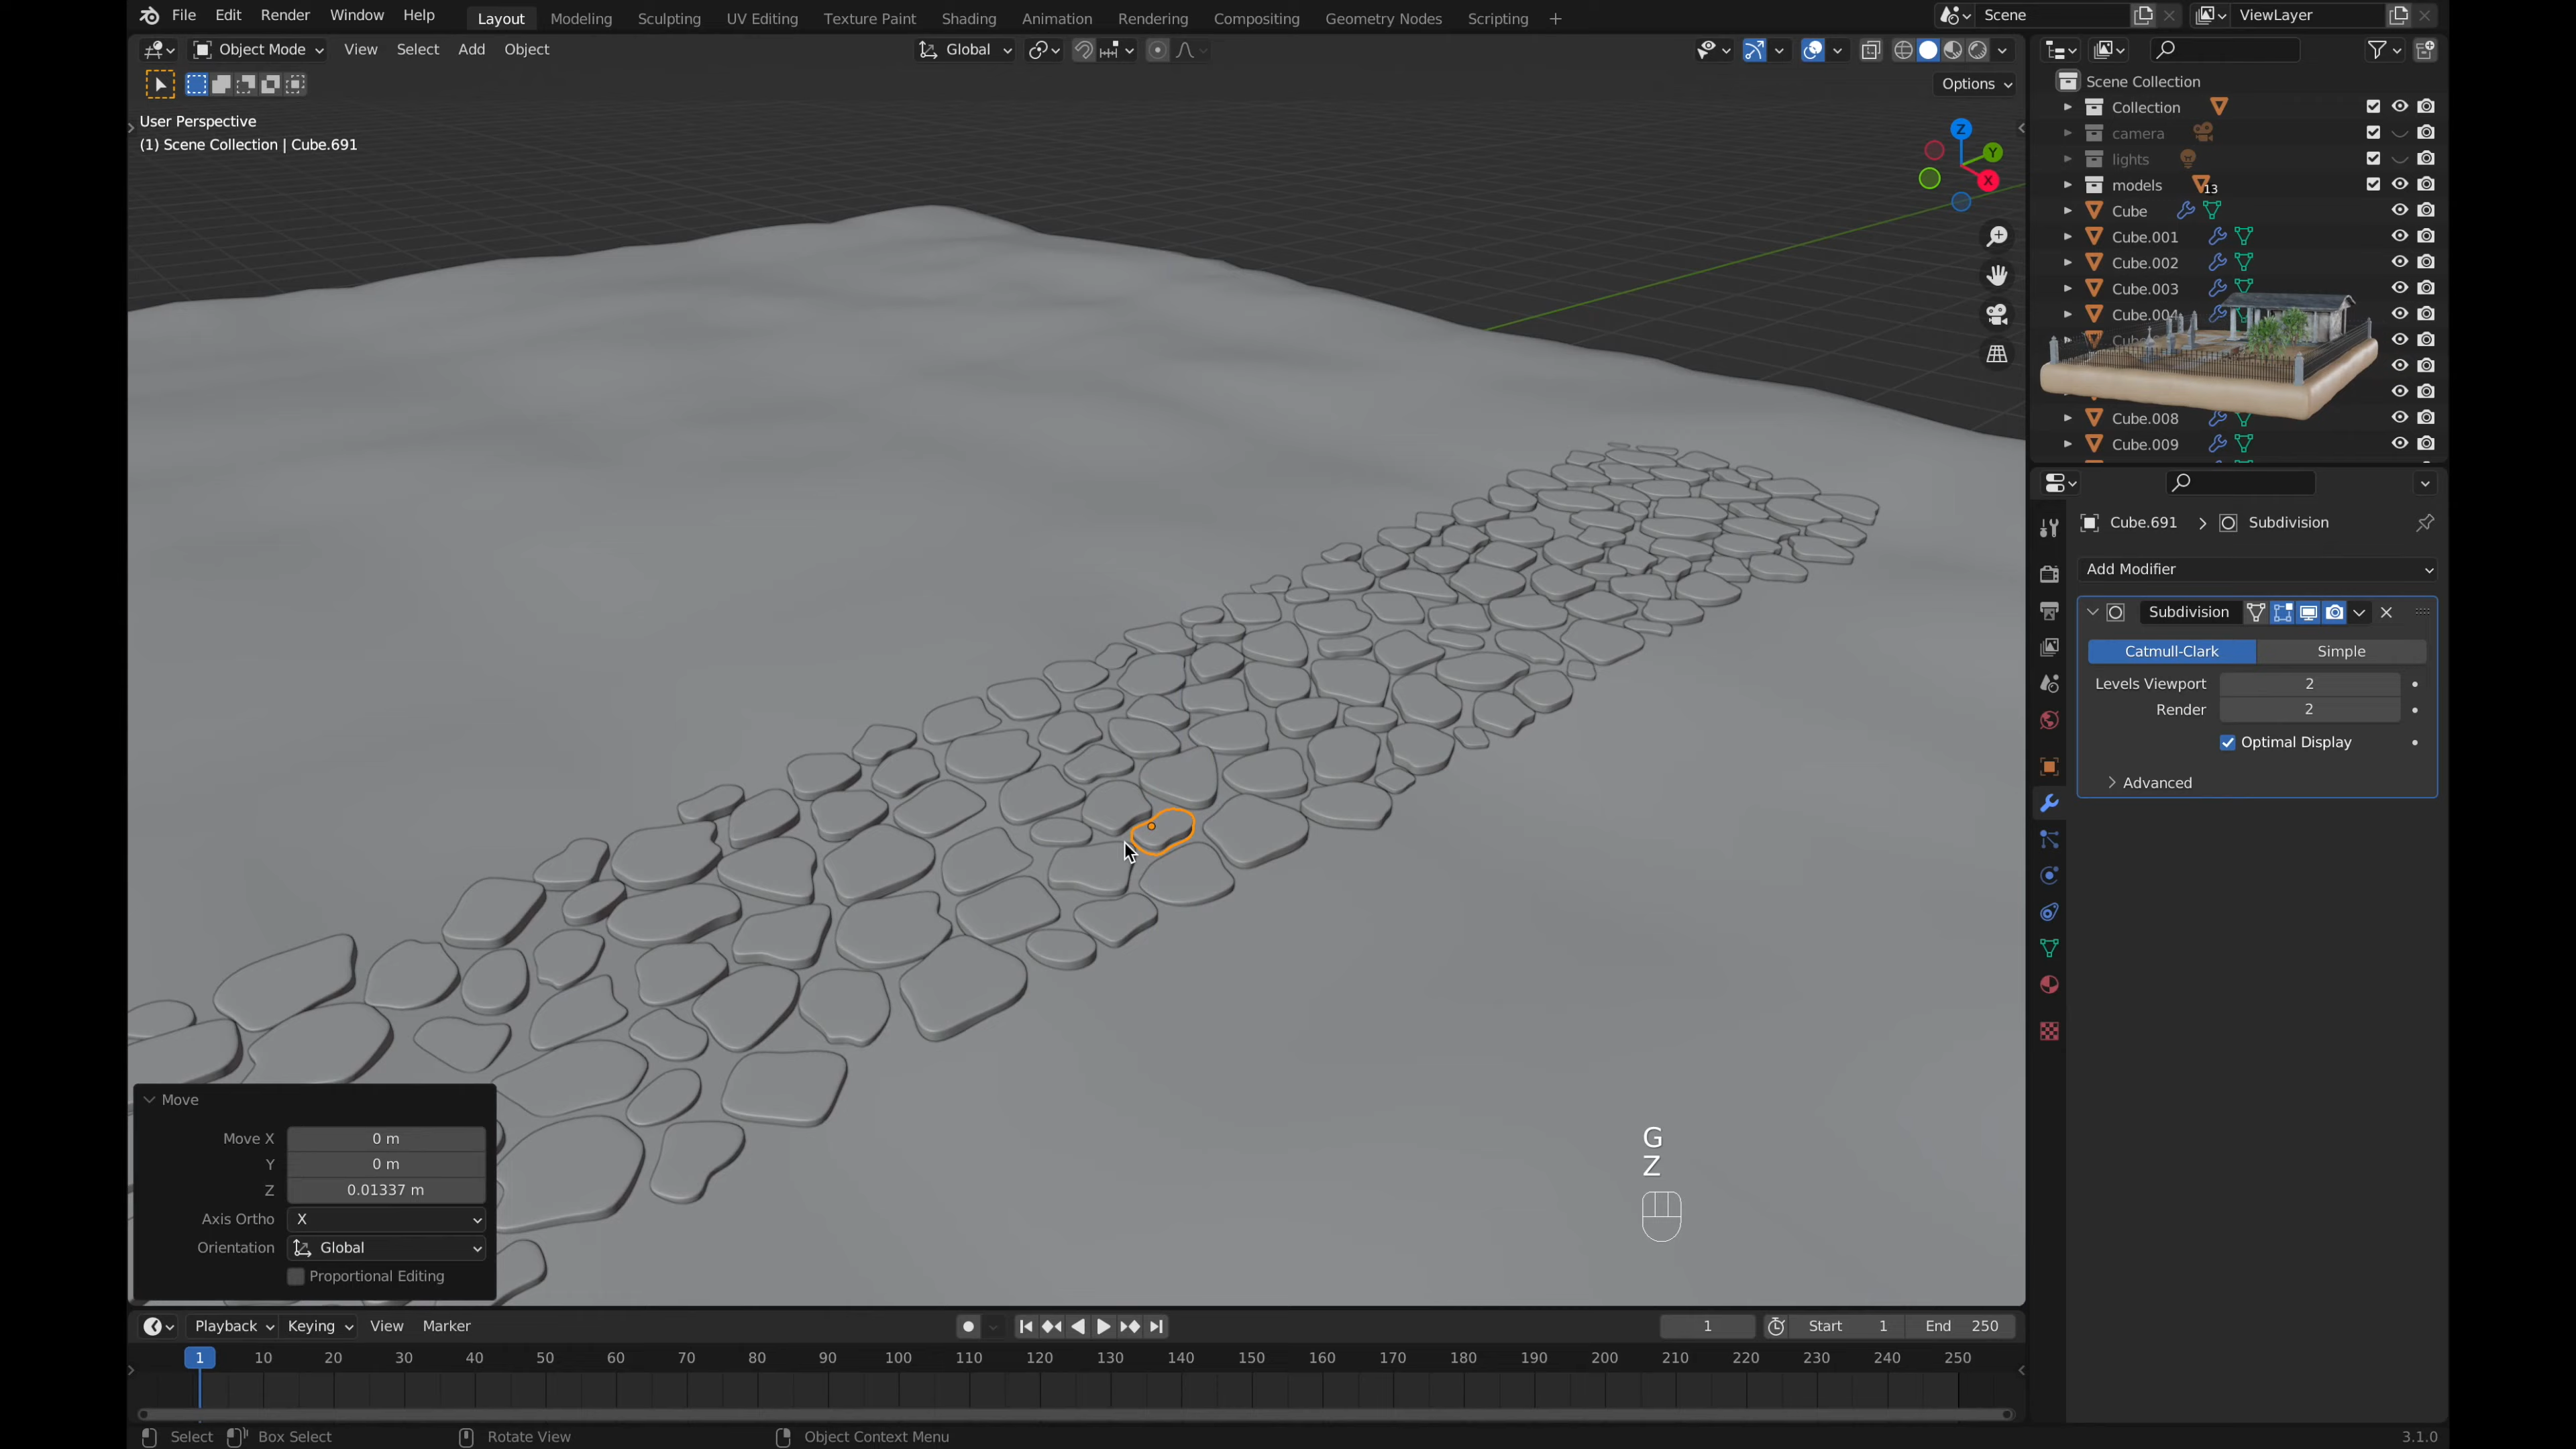 File Edit Render Window Help Layout Modeling Sculpting UV Editing Texture Paint Shading Animation Rendering Compositing Geometry Nodes Scripting + Scene ViewLayer
Object Mode View Select Add Object Global
Options
User Perspective
(1) Scene Collection | Cube.691
Z
Y
X
Scene Collection
Collection
camera
lights
models 13
Cube
Cube.001
Cube.002
Cube.003
Cube.004
Cube.008
Cube.009
Cube.691 > Subdivision
Add Modifier
Subdivision
Catmull-Clark Simple
Levels Viewport 2
Render 2
Optimal Display
Advanced
Move
Move X 0 m
Y 0 m
Z 0.01337 m
Axis Ortho X
Orientation Global
Proportional Editing
G
Z
Playback Keying View Marker 1 Start 1 End 250
1 10 20 30 40 50 60 70 80 90 100 110 120 130 140 150 160 170 180 190 200 210 220 230 240 250
Select Box Select Rotate View Object Context Menu 3.1.0